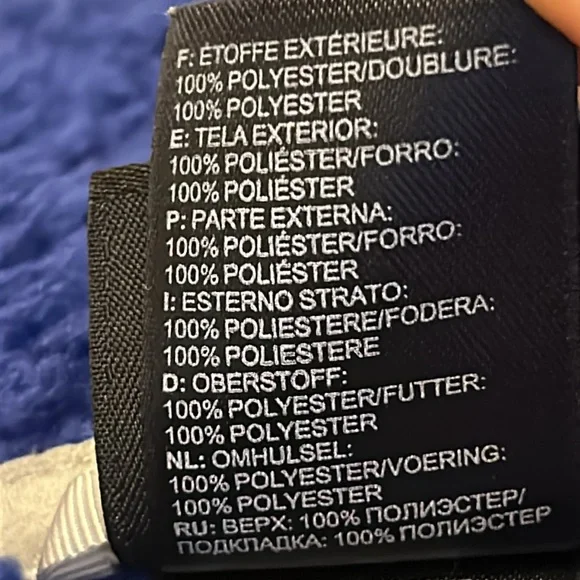 F: ÉTOFFE EXTÉRIEURE:
100% POLYESTER/DOUBLURE:
100% POLYESTER
E: TELA EXTERIOR:
100% POLIÉSTER/FORRO:
100% POLIÉSTER
P: PARTE EXTERNA:
100% POLIÉSTER/FORRO:
100% POLIÉSTER
I: ESTERNO STRATO:
100% POLIESTERE/FODERA:
100% POLIESTERE
D: OBERSTOFF:
100% POLYESTER/FUTTER:
100% POLYESTER
NL: OMHULSEL:
100% POLYESTER/VOERING:
100% POLYESTER
RU: ВЕРХ: 100% ПОЛИЭСТЕР/
ПОДКЛАДКА: 100% ПОЛИЭСТЕР